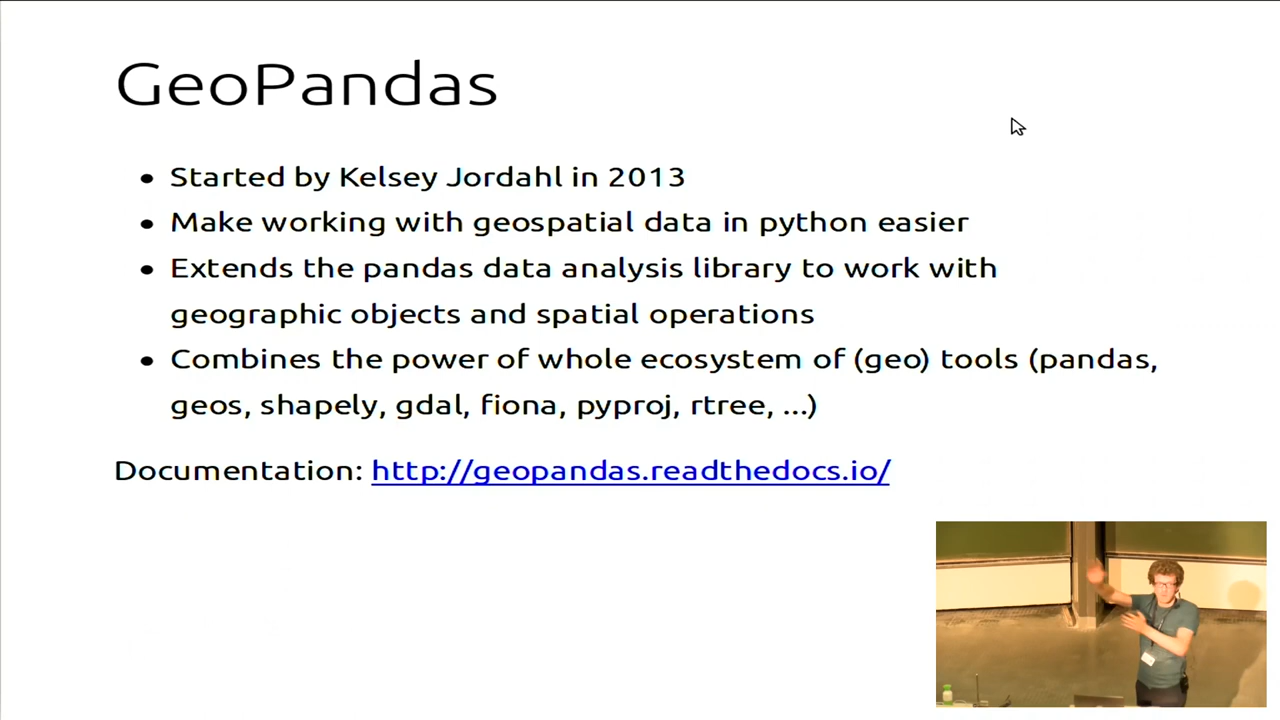 GeoPandas
• Started by Kelsey Jordahl in 2013
• Make working with geospatial data in python easier
• Extends the pandas data analysis library to work with
geographic objects and spatial operations
• Combines the power of whole ecosystem of (geo) tools (pandas,
geos, shapely, gdal, fiona, pyproj, rtree, ...)
Documentation: http://geopandas.readthedocs.io/